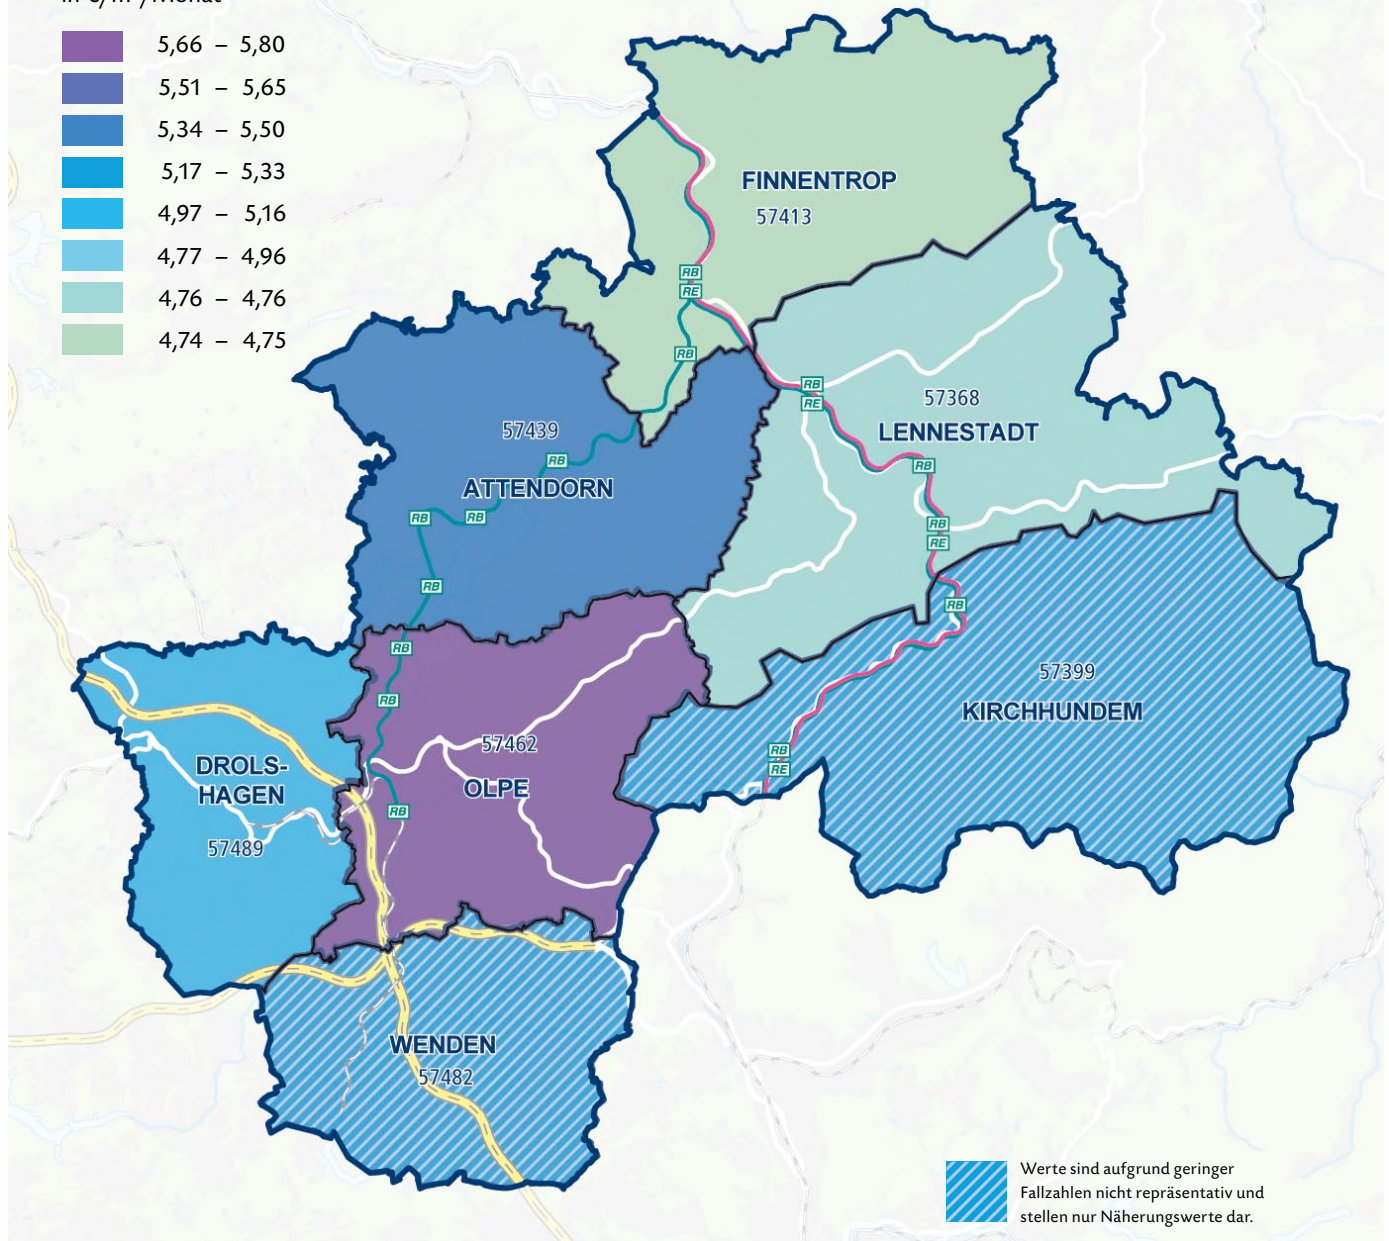 in €/m²/Monat
5,66 – 5,80
5,51 – 5,65
5,34 – 5,50
5,17 – 5,33
4,97 – 5,16
4,77 – 4,96
4,76 – 4,76
4,74 – 4,75
FINNENTROP
57413
RB
RE
RB
RB
RE
57368
LENNESTADT
57439
RB
ATTENDORN
RB
RB
RB
RB
RE
RB
RB
RB
RB
57399
KIRCHHUNDEM
57462
OLPE
RB
RE
DROLS-
HAGEN
57489
RB
WENDEN
57482
Werte sind aufgrund geringer
Fallzahlen nicht repräsentativ und
stellen nur Näherungswerte dar.